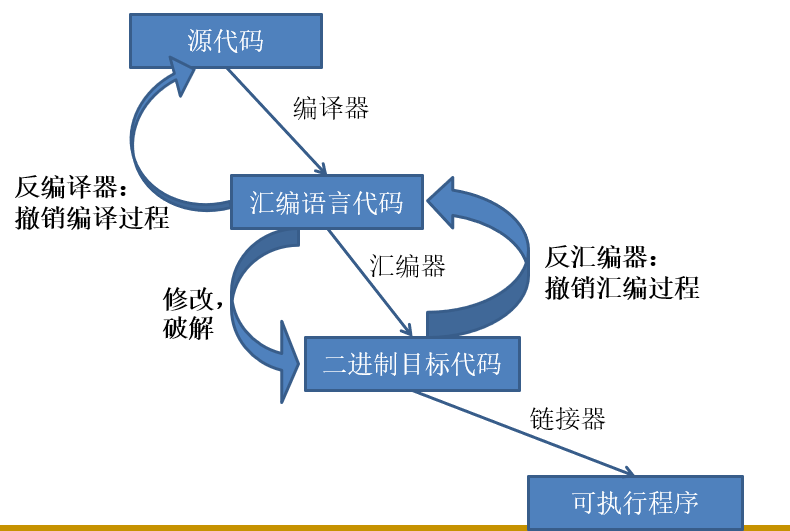 源代码
编译器
反编译器：
撤销编译过程
汇编语言代码
汇编器
反汇编器：
撤销汇编过程
修改，
破解
二进制目标代码
链接器
可执行程序